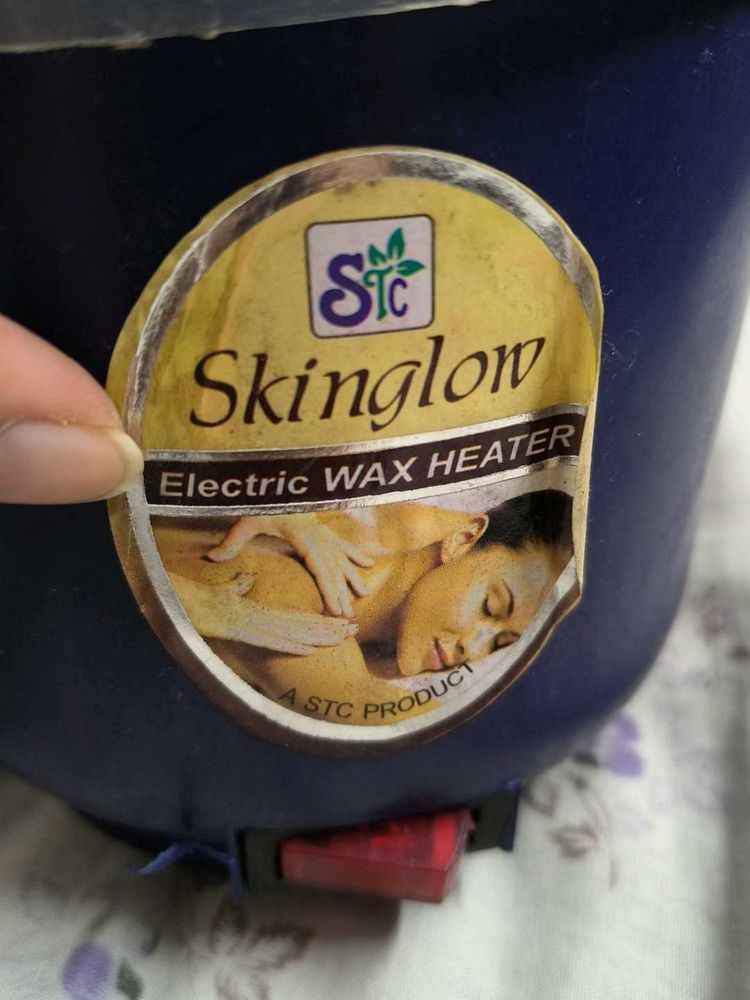 STC
Skinglow
Electric WAX HEATER
A STC PRODUCT